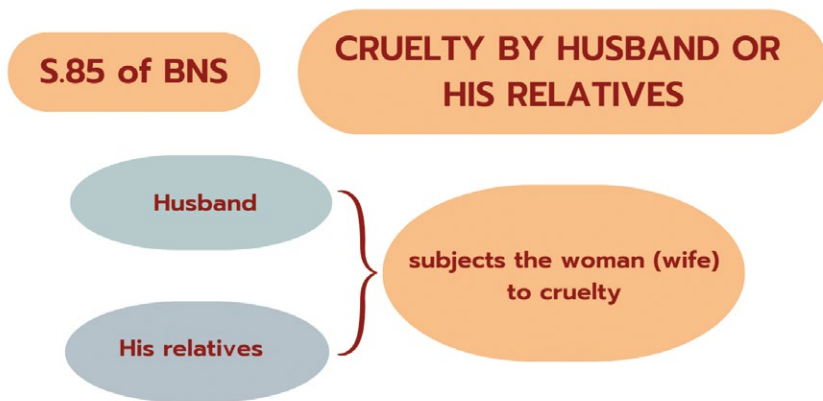 S.85 of BNS
CRUELTY BY HUSBAND OR
HIS RELATIVES
Husband
subjects the woman (wife)
to cruelty
His relatives